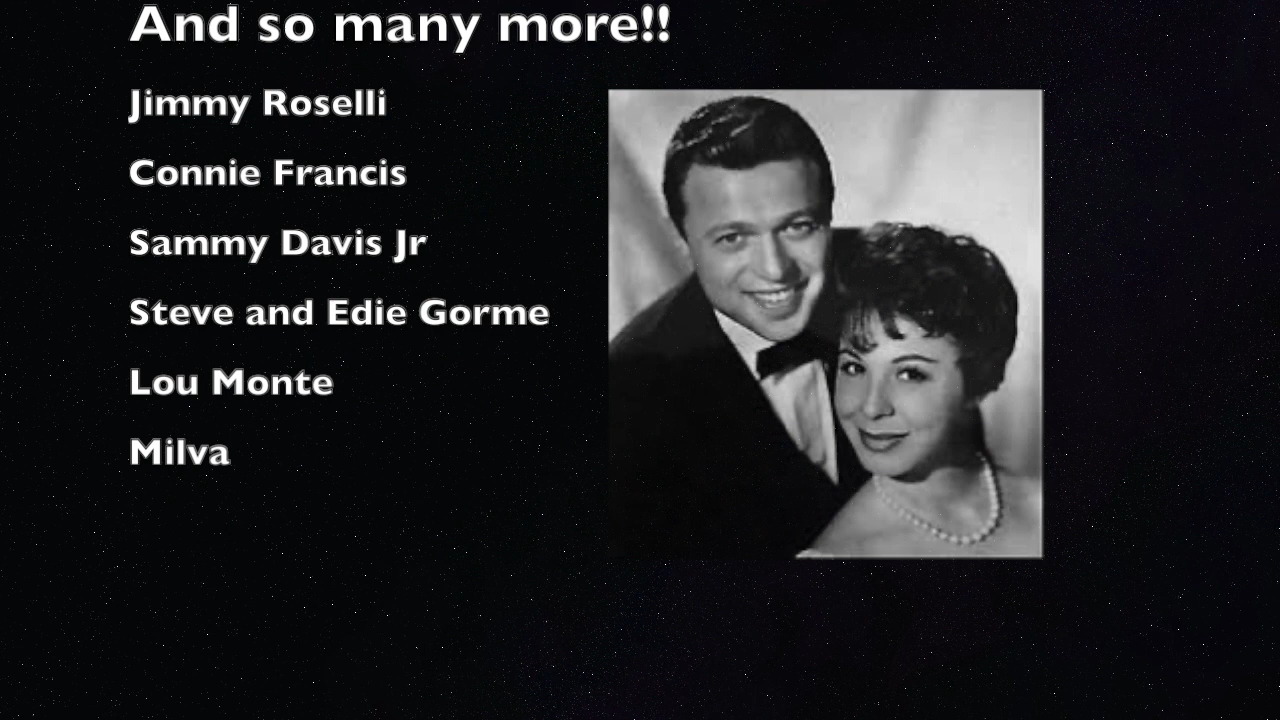 And so many more!!
Jimmy Roselli
Connie Francis
Sammy Davis Jr
Steve and Edie Gorme
Lou Monte
Milva